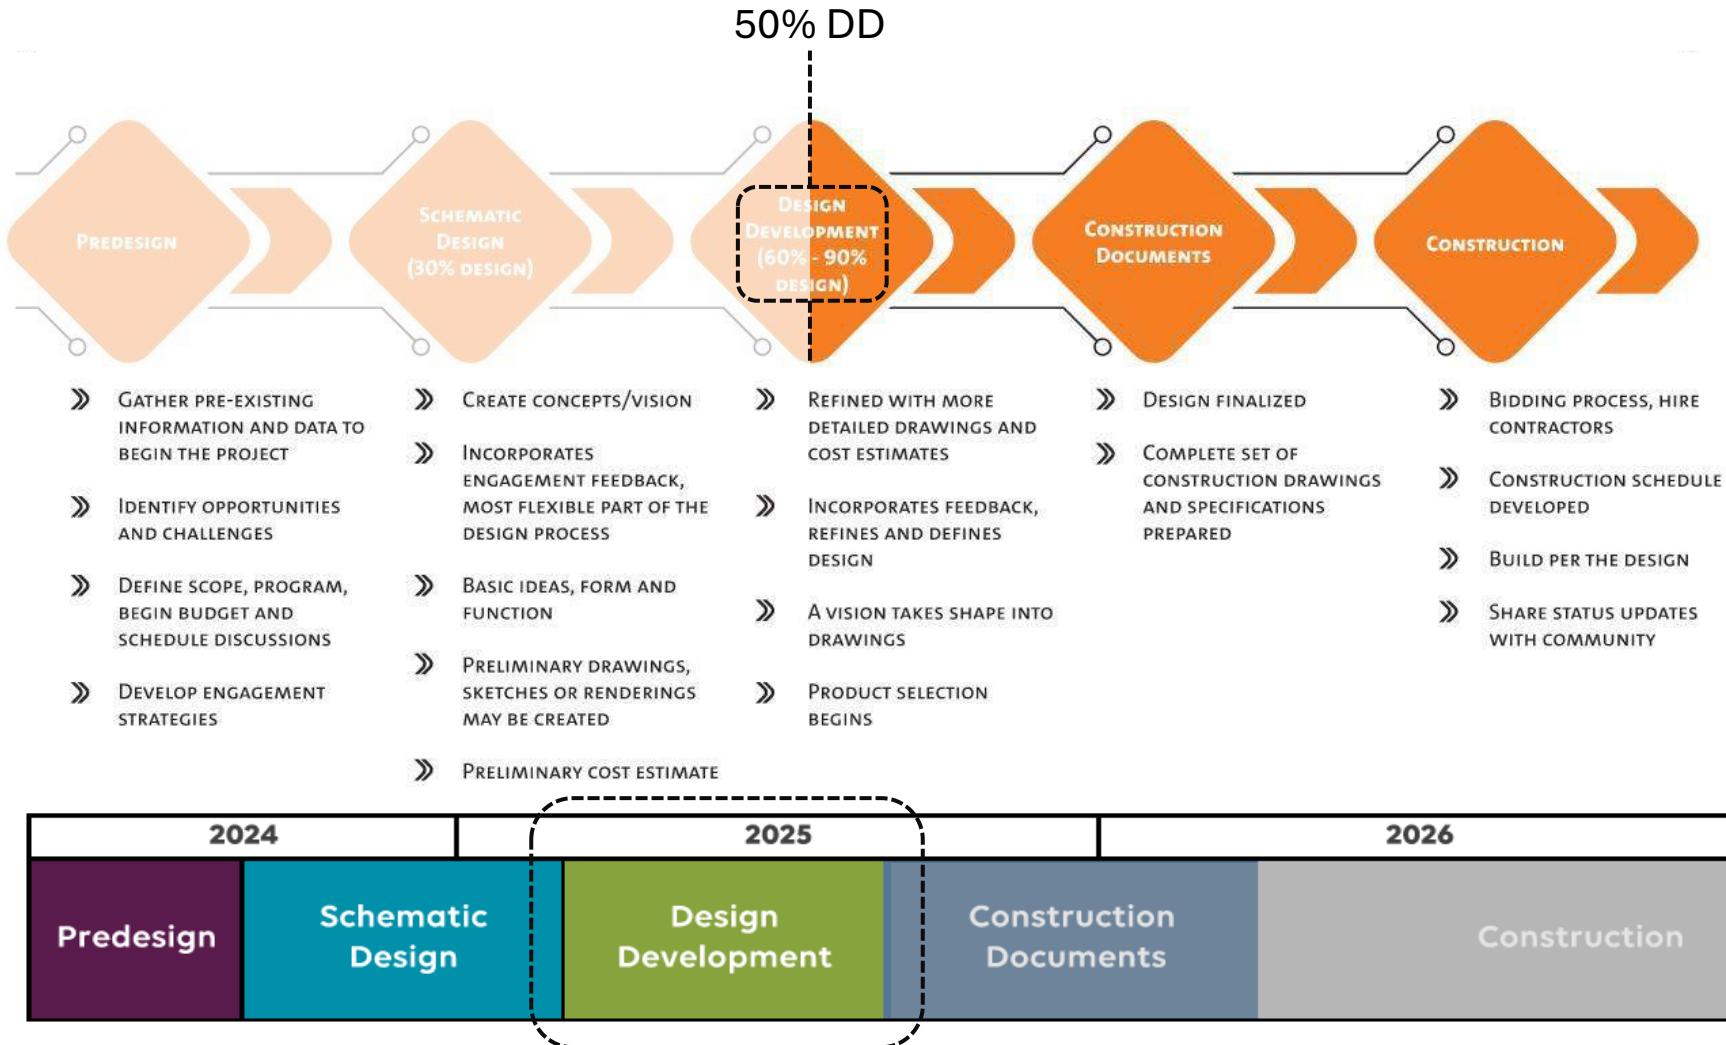 50% DD
PREDESIGN
SCHEMATIC
DESIGN
(30% DESIGN)
DESIGN
DEVELOPMENT
(60% - 90%
DESIGN)
CONSTRUCTION
DOCUMENTS
CONSTRUCTION
GATHER PRE-EXISTING
INFORMATION AND DATA TO
BEGIN THE PROJECT
IDENTIFY OPPORTUNITIES
AND CHALLENGES
DEFINE SCOPE, PROGRAM,
BEGIN BUDGET AND
SCHEDULE DISCUSSIONS
DEVELOP ENGAGEMENT
STRATEGIES
CREATE CONCEPTS/VISION
INCORPORATES
ENGAGEMENT FEEDBACK,
MOST FLEXIBLE PART OF THE
DESIGN PROCESS
BASIC IDEAS, FORM AND
FUNCTION
PRELIMINARY DRAWINGS,
SKETCHES OR RENDERINGS
MAY BE CREATED
PRELIMINARY COST ESTIMATE
REFINED WITH MORE
DETAILED DRAWINGS AND
COST ESTIMATES
INCORPORATES FEEDBACK,
REFINES AND DEFINES
DESIGN
A VISION TAKES SHAPE INTO
DRAWINGS
PRODUCT SELECTION
BEGINS
DESIGN FINALIZED
COMPLETE SET OF
CONSTRUCTION DRAWINGS
AND SPECIFICATIONS
PREPARED
BIDDING PROCESS, HIRE
CONTRACTORS
CONSTRUCTION SCHEDULE
DEVELOPED
BUILD PER THE DESIGN
SHARE STATUS UPDATES
WITH COMMUNITY
2024
2025
2026
Predesign
Schematic
Design
Design
Development
Construction
Documents
Construction